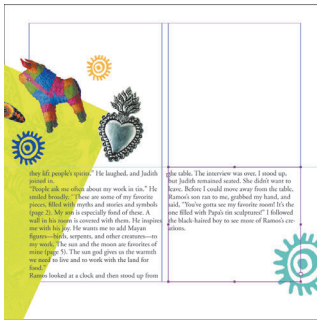 they lift people's spirits." He laughed, and Judith
joined in.
"People ask me often about my work in tin." He
smiled broadly. "These are some of my favorite
pieces, filled with myths and stories and symbols
(page 2). My son is especially fond of these. A
wall in his room is covered with them. He inspires
me with his joy. He wants me to add Mayan
figures—birds, serpents, and other creatures—to
my work. The sun and the moon are favorites of
mine (page 5). The sun god gives us the warmth
we need to live and to work with the land for
food."
Ramos looked at a clock and then stood up from
the table. The interview was over. I stood up,
but Judith remained seated. She didn't want to
leave. Before I could move away from the table,
Ramos's son ran to me, grabbed my hand, and
said, "You've gotta see my favorite room! It's the
one filled with Papa's tin sculptures!" I followed
the black-haired boy to see more of Ramos's cre-
ations.